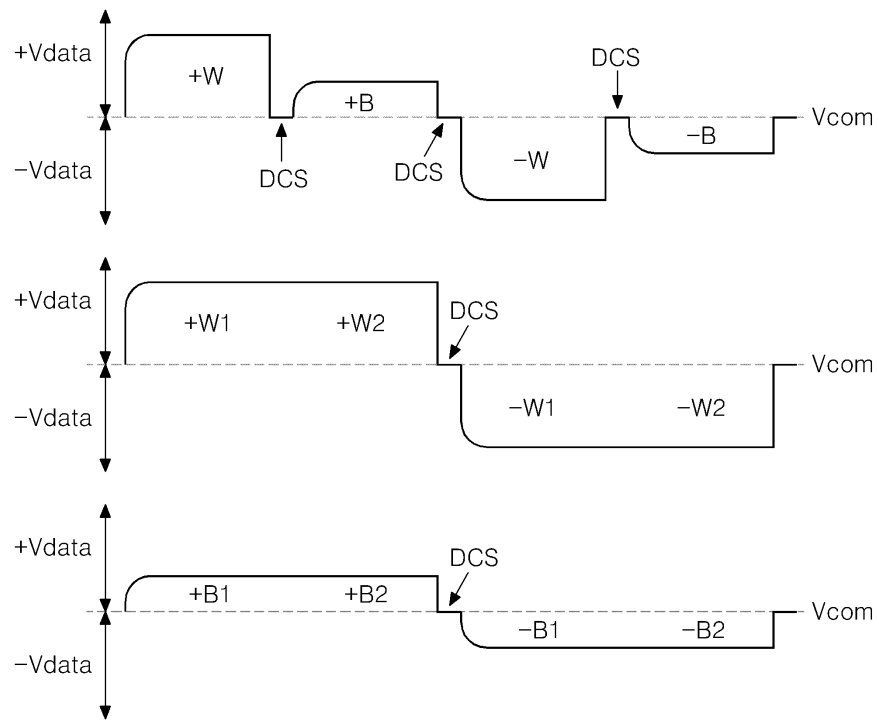 DCS
+Vdata
+W
+B
Vcom
−B
−Vdata
DCS
DCS
−W
+Vdata
+W1
+W2
DCS
Vcom
−Vdata
−W1
−W2
+Vdata
DCS
+B1
+B2
Vcom
−B1
−B2
−Vdata